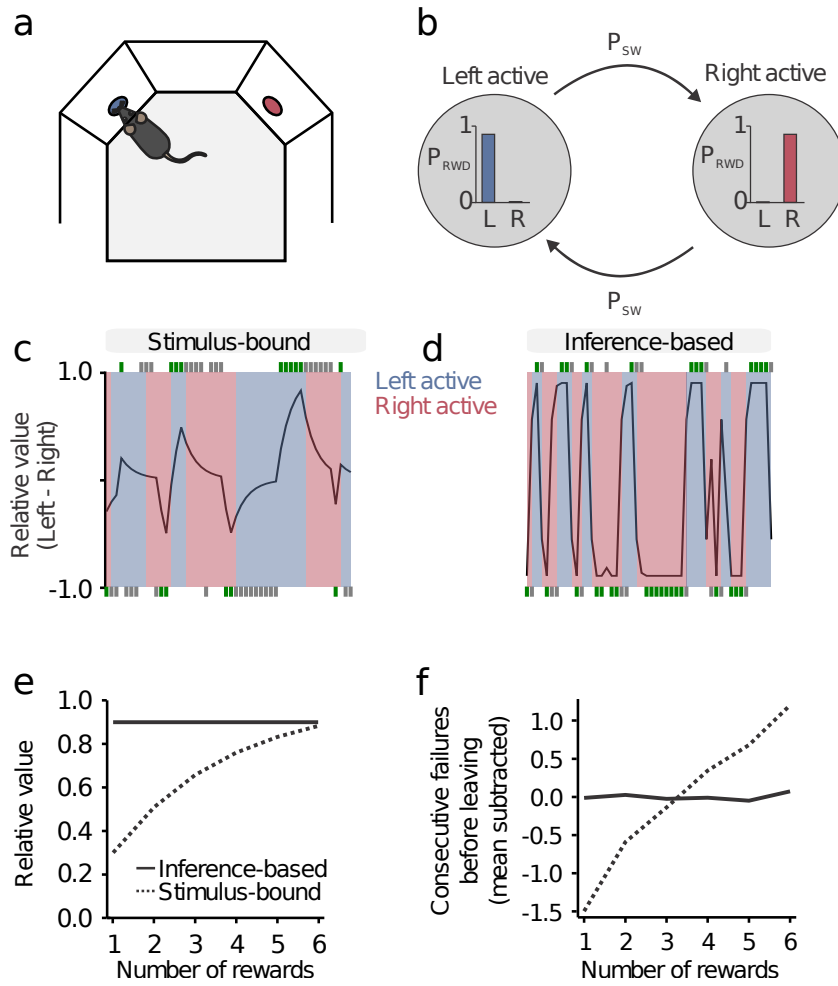 a
b
P_SW
Left active
Right active
1
P_RWD
0
L R
1
P_RWD
0
L R
P_SW
c
Stimulus-bound
d
Inference-based
1.0
-1.0
Relative value
(Left - Right)
Left active
Right active
e
1.0
0.8
0.6
0.4
0.2
0.0
Relative value
Inference-based
Stimulus-bound
1 2 3 4 5 6
Number of rewards
f
1.0
0.5
0.0
-0.5
-1.0
-1.5
Consecutive failures
before leaving
(mean subtracted)
1 2 3 4 5 6
Number of rewards